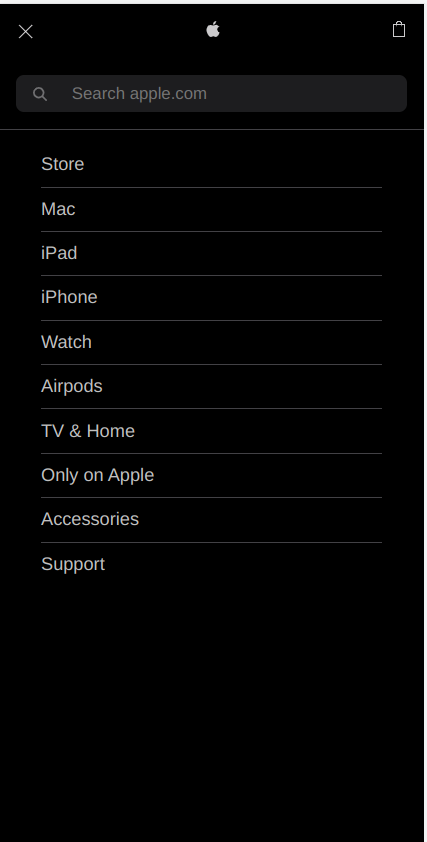 Search apple.com
Store
Mac
iPad
iPhone
Watch
Airpods
TV & Home
Only on Apple
Accessories
Support